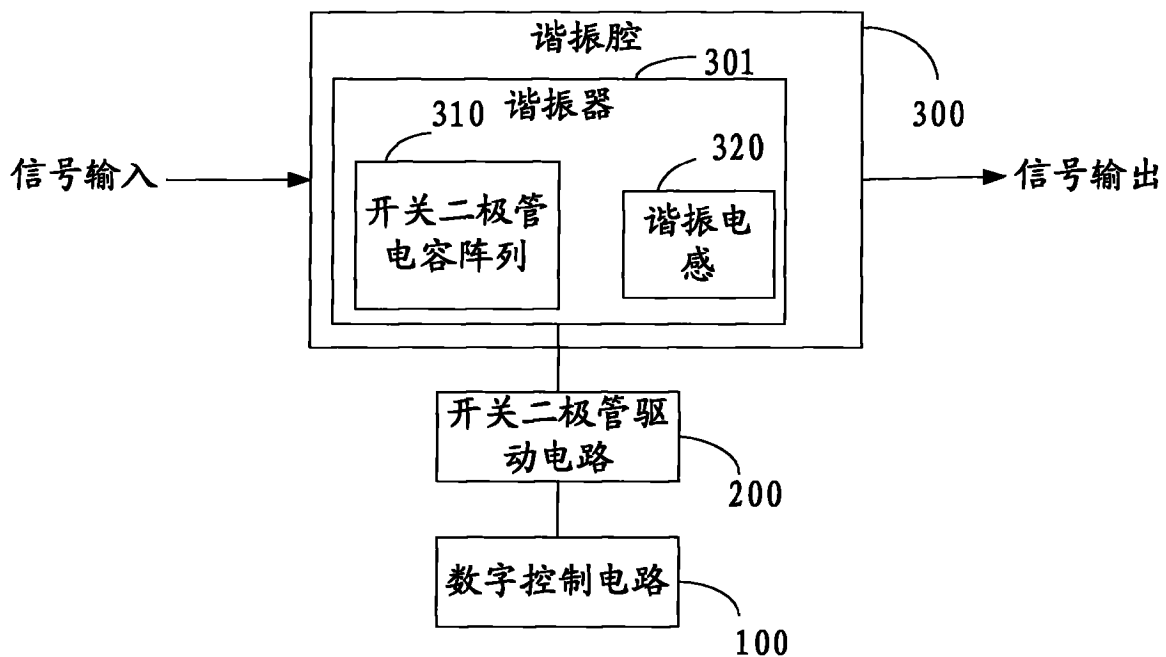 谐振腔
301
谐振器
310
300
320
信号输入
信号输出
开关二极管
电容阵列
谐振电
感
开关二极管驱
动电路
200
数字控制电路
100